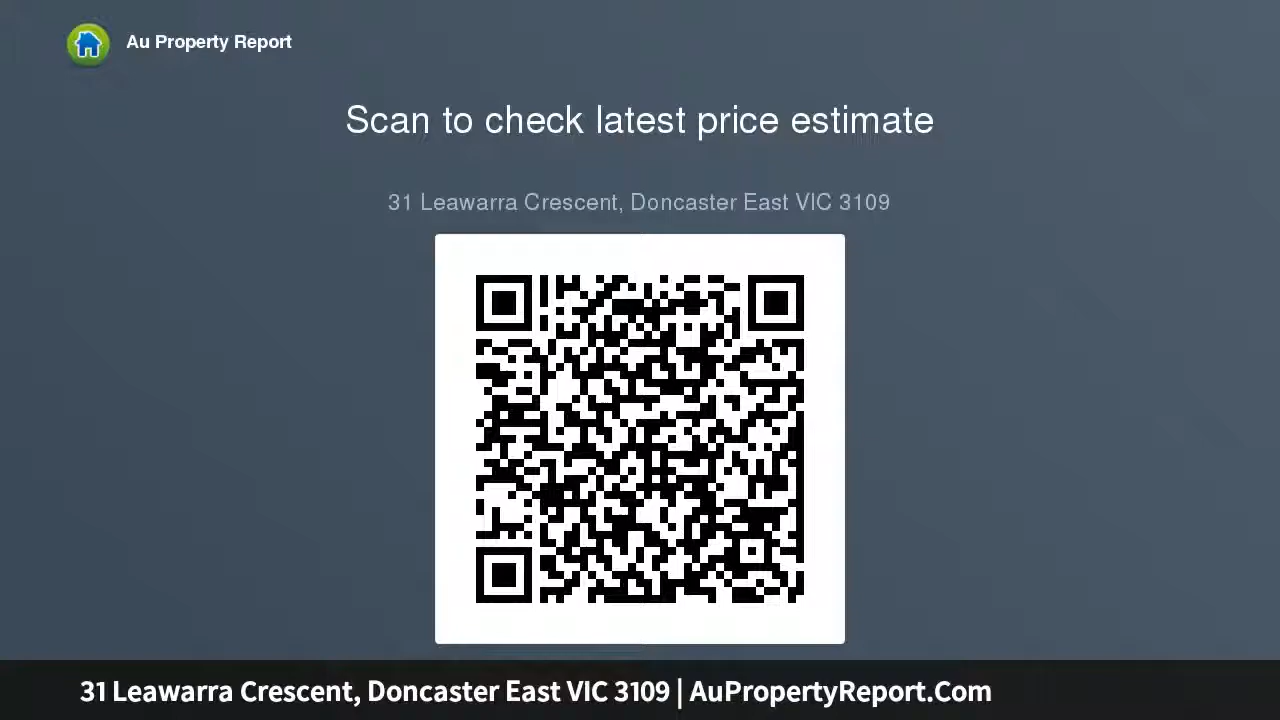 Au Property Report
Scan to check latest price estimate
31 Leawarra Crescent, Doncaster East VIC 3109
31 Leawarra Crescent, Doncaster East VIC 3109 | AuPropertyReport.Com